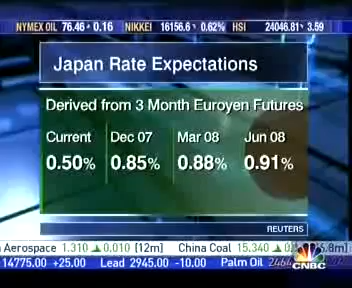 NYMEX OIL 76.46▲0.16 NIKKEI 16156.6 0.62% HSI 24046.81▼3.59
Japan Rate Expectations
Derived from 3 Month Euroyen Futures
Current Dec 07 Mar 08 Jun 08
0.50% 0.85% 0.88% 0.91%
REUTERS
Aerospace 1.310▲0.010 [12m] China Coal 15.340▲
14775.00 +25.00 Lead 2945.00 -10.00 Palm Oil
CNBC